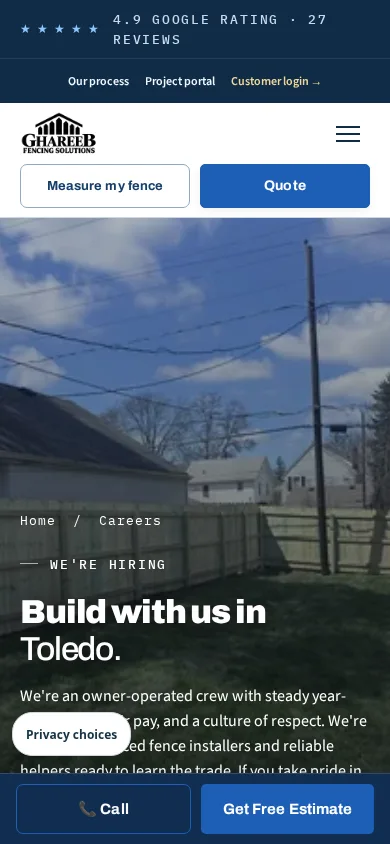 ★ ★ ★ ★ ★ 4.9 GOOGLE RATING · 27
REVIEWS
Our process Project portal Customer login →
GHAREEB
FENCING SOLUTIONS
Measure my fence Quote
Home / Careers
WE'RE HIRING
Build with us in
Toledo.
We're an owner-operated crew with steady year-
pay, and a culture of respect. We're
fence installers and reliable
helpers ready to learn the trade. If you take pride in
Privacy choices
📞 Call Get Free Estimate